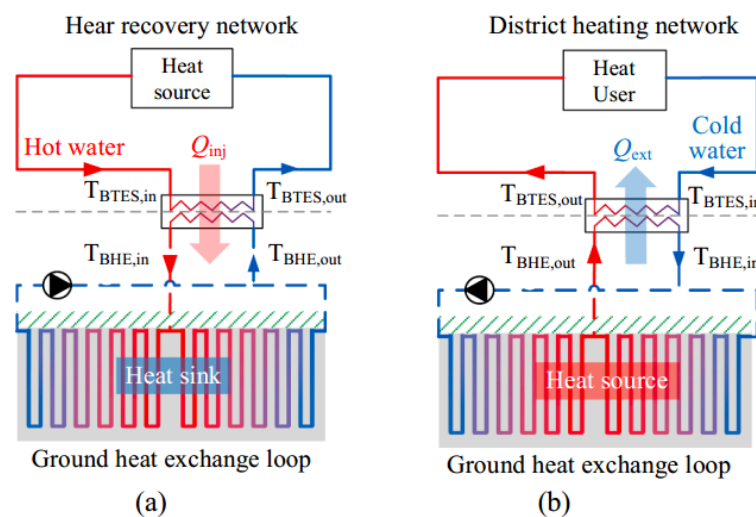 Hear recovery network
Heat
source
Hot water
Qinj
TBTES,in
TBTES,out
TBHE,in
TBHE,out
Heat sink
Ground heat exchange loop
(a)
District heating network
Heat
User
Cold
water
Qext
TBTES,out
TBTES,in
TBHE,out
TBHE,in
Heat source
Ground heat exchange loop
(b)